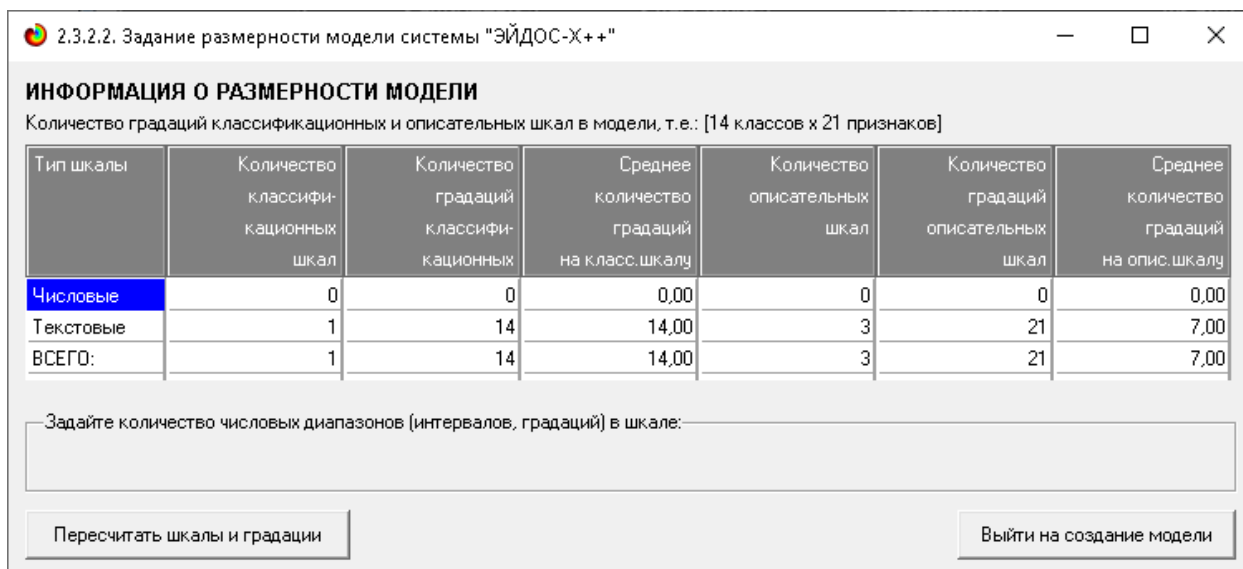 2.3.2.2. Задание размерности модели системы "ЭЙДОС-X++"
ИНФОРМАЦИЯ О РАЗМЕРНОСТИ МОДЕЛИ
Количество градаций классификационных и описательных шкал в модели, т.е.: [14 классов x 21 признаков]
Тип шкалы Количество Количество Среднее Количество Количество Среднее
классифи- градаций количество описательных градаций количество
кационных классифи- градаций шкал описательных градаций
шкал кационных на класс.шкалу шкал на опис.шкалу
Числовые 0 0 0,00 0 0 0,00
Текстовые 1 14 14,00 3 21 7,00
ВСЕГО: 1 14 14,00 3 21 7,00
Задайте количество числовых диапазонов (интервалов, градаций) в шкале:
Пересчитать шкалы и градации Выйти на создание модели